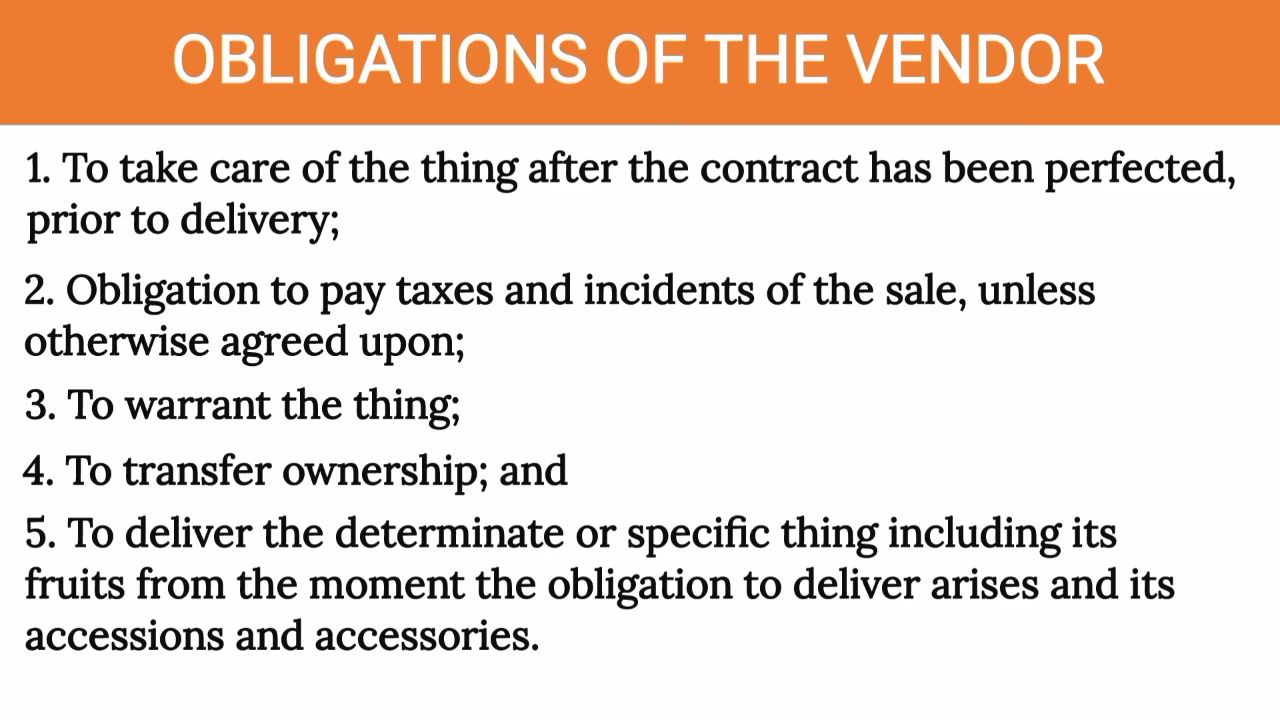 OBLIGATIONS OF THE VENDOR
1. To take care of the thing after the contract has been perfected,
prior to delivery;
2. Obligation to pay taxes and incidents of the sale, unless
otherwise agreed upon;
3. To warrant the thing;
4. To transfer ownership; and
5. To deliver the determinate or specific thing including its
fruits from the moment the obligation to deliver arises and its
accessions and accessories.